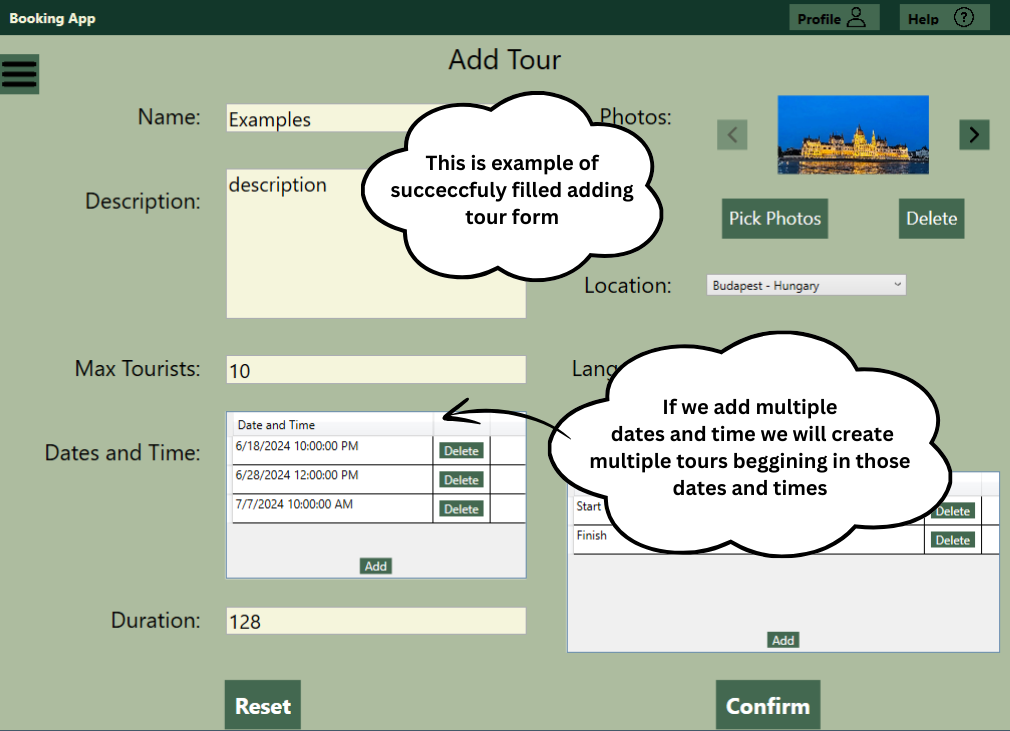 Booking App
Profile
Help ?
Add Tour
Name:
Examples
Photos:
This is example of
succeccfuly filled adding
tour form
Description:
description
Pick Photos
Delete
Location:
Budapest - Hungary
Max Tourists:
10
If we add multiple
dates and time we will create
multiple tours beggining in those
dates and times
Dates and Time:
Date and Time
6/18/2024 10:00:00 PM
Delete
6/28/2024 12:00:00 PM
Delete
7/7/2024 10:00:00 AM
Delete
Add
Start
Delete
Finish
Delete
Add
Duration:
128
Reset
Confirm